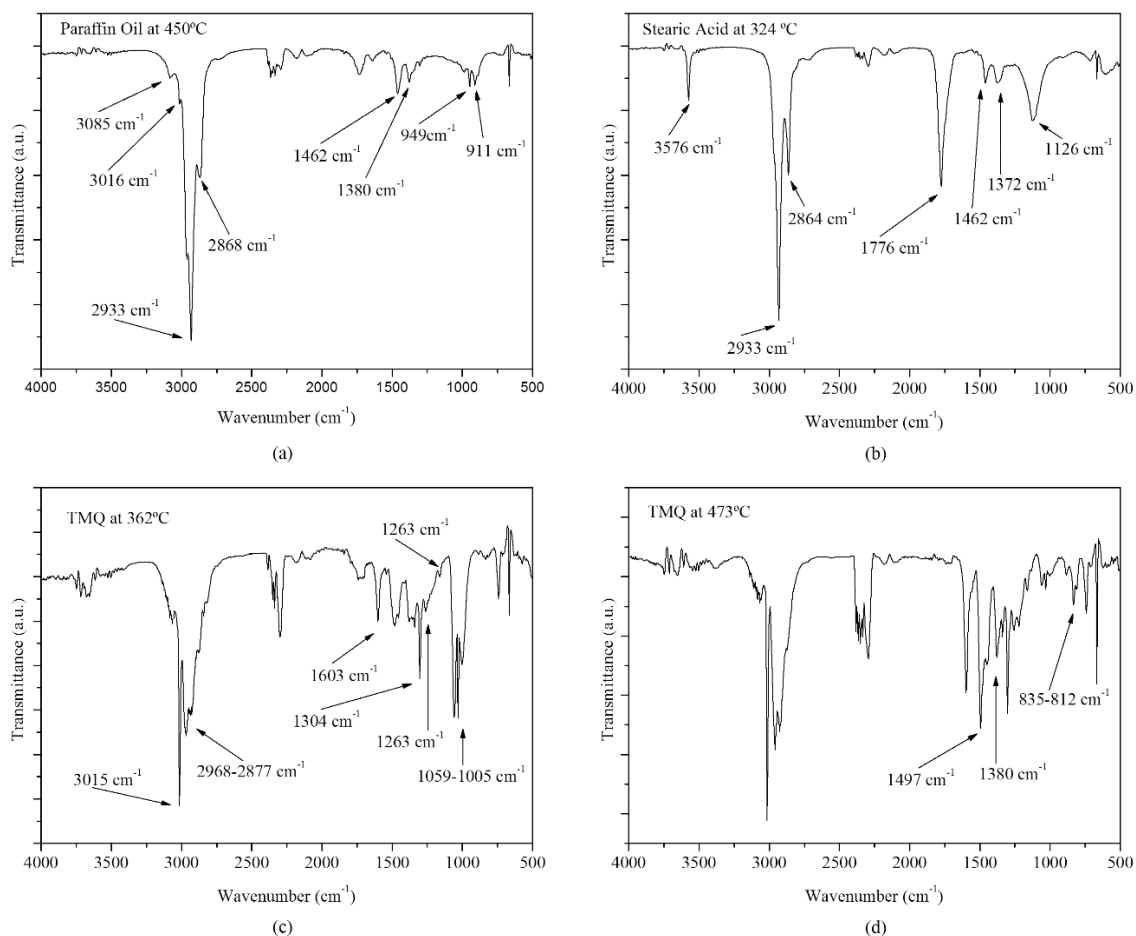 Paraffin Oil at 450ºC
3085 cm-1
3016 cm-1
2868 cm-1
2933 cm-1
1462 cm-1
1380 cm-1
949cm-1
911 cm-1
Transmittance (a.u.)
4000 3500 3000 2500 2000 1500 1000 500
Wavenumber (cm-1)
(a)
Stearic Acid at 324 ºC
3576 cm-1
2864 cm-1
2933 cm-1
1776 cm-1
1462 cm-1
1372 cm-1
1126 cm-1
Transmittance (a.u.)
4000 3500 3000 2500 2000 1500 1000 500
Wavenumber (cm-1)
(b)
TMQ at 362ºC
1263 cm-1
1603 cm-1
1304 cm-1
1263 cm-1
2968-2877 cm-1
3015 cm-1
1059-1005 cm-1
Transmittance (a.u.)
4000 3500 3000 2500 2000 1500 1000 500
Wavenumber (cm-1)
(c)
TMQ at 473ºC
835-812 cm-1
1497 cm-1
1380 cm-1
Transmittance (a.u.)
4000 3500 3000 2500 2000 1500 1000 500
Wavenumber (cm-1)
(d)